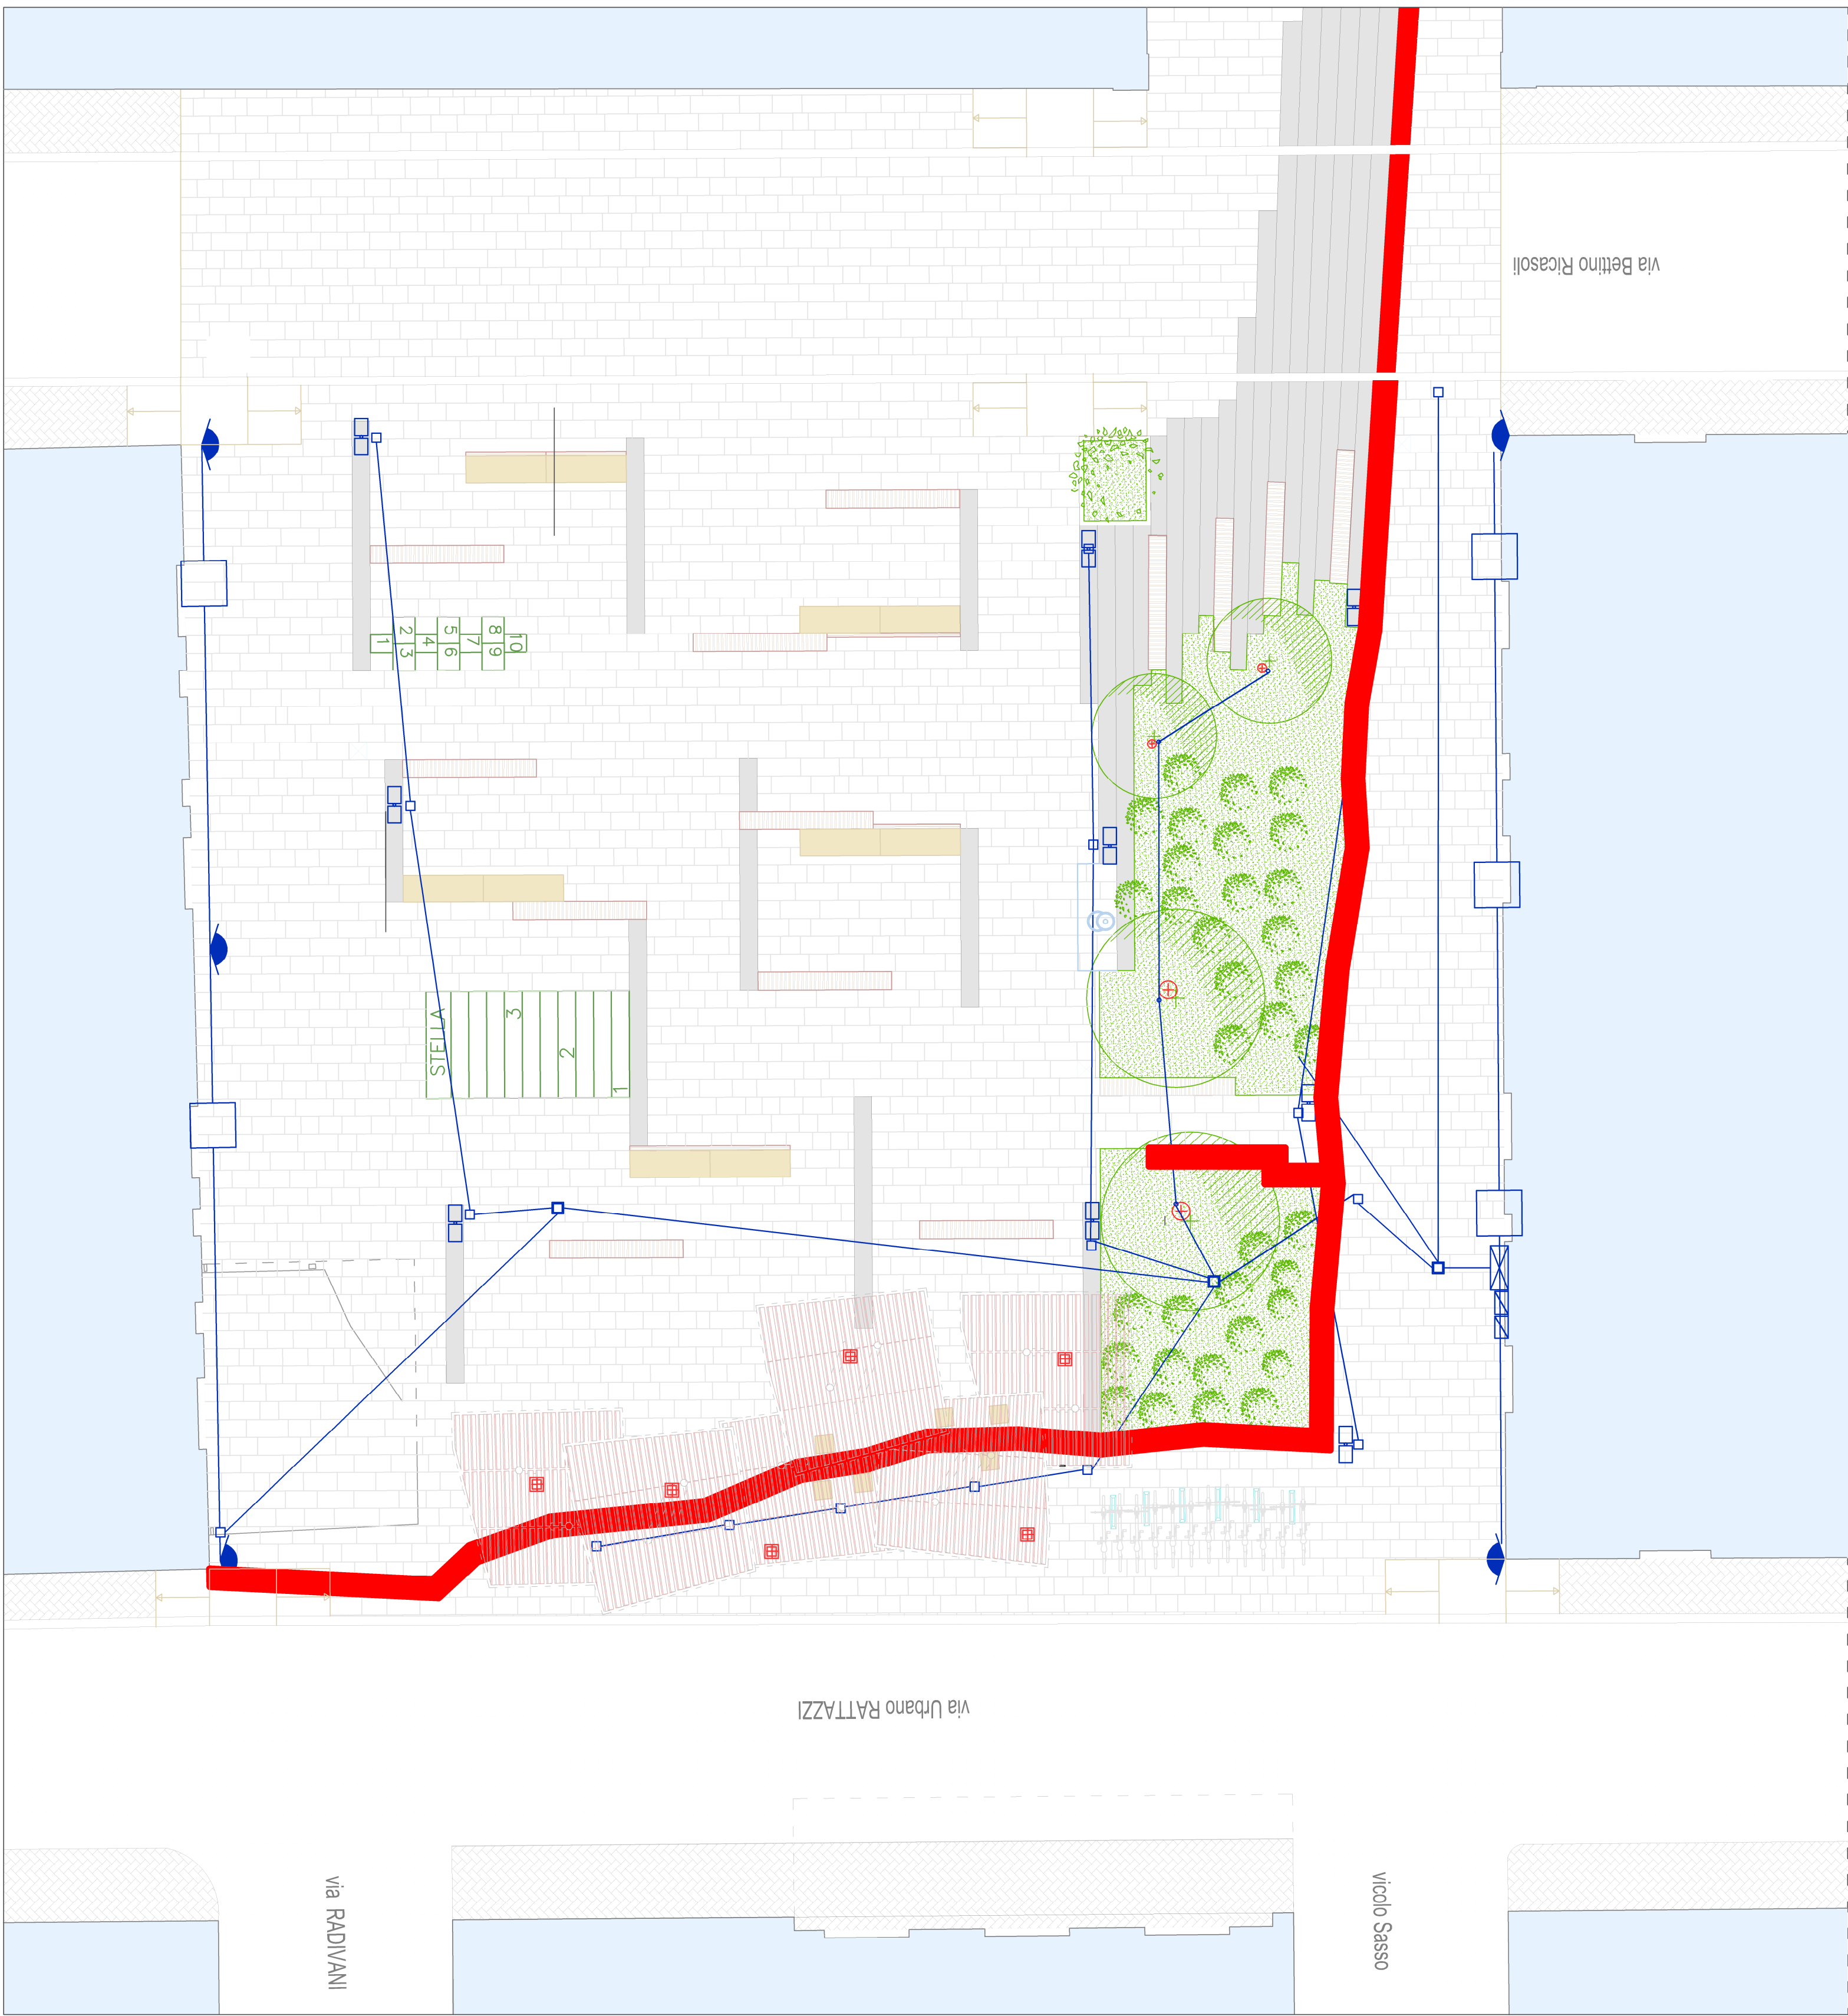 via Bettino Ricasoli
1
2
3
4
5
6
7
8
9
10
STELLA
3
2
1
via Urbano RATTAZZI
via RADIVANI
vicolo Sasso